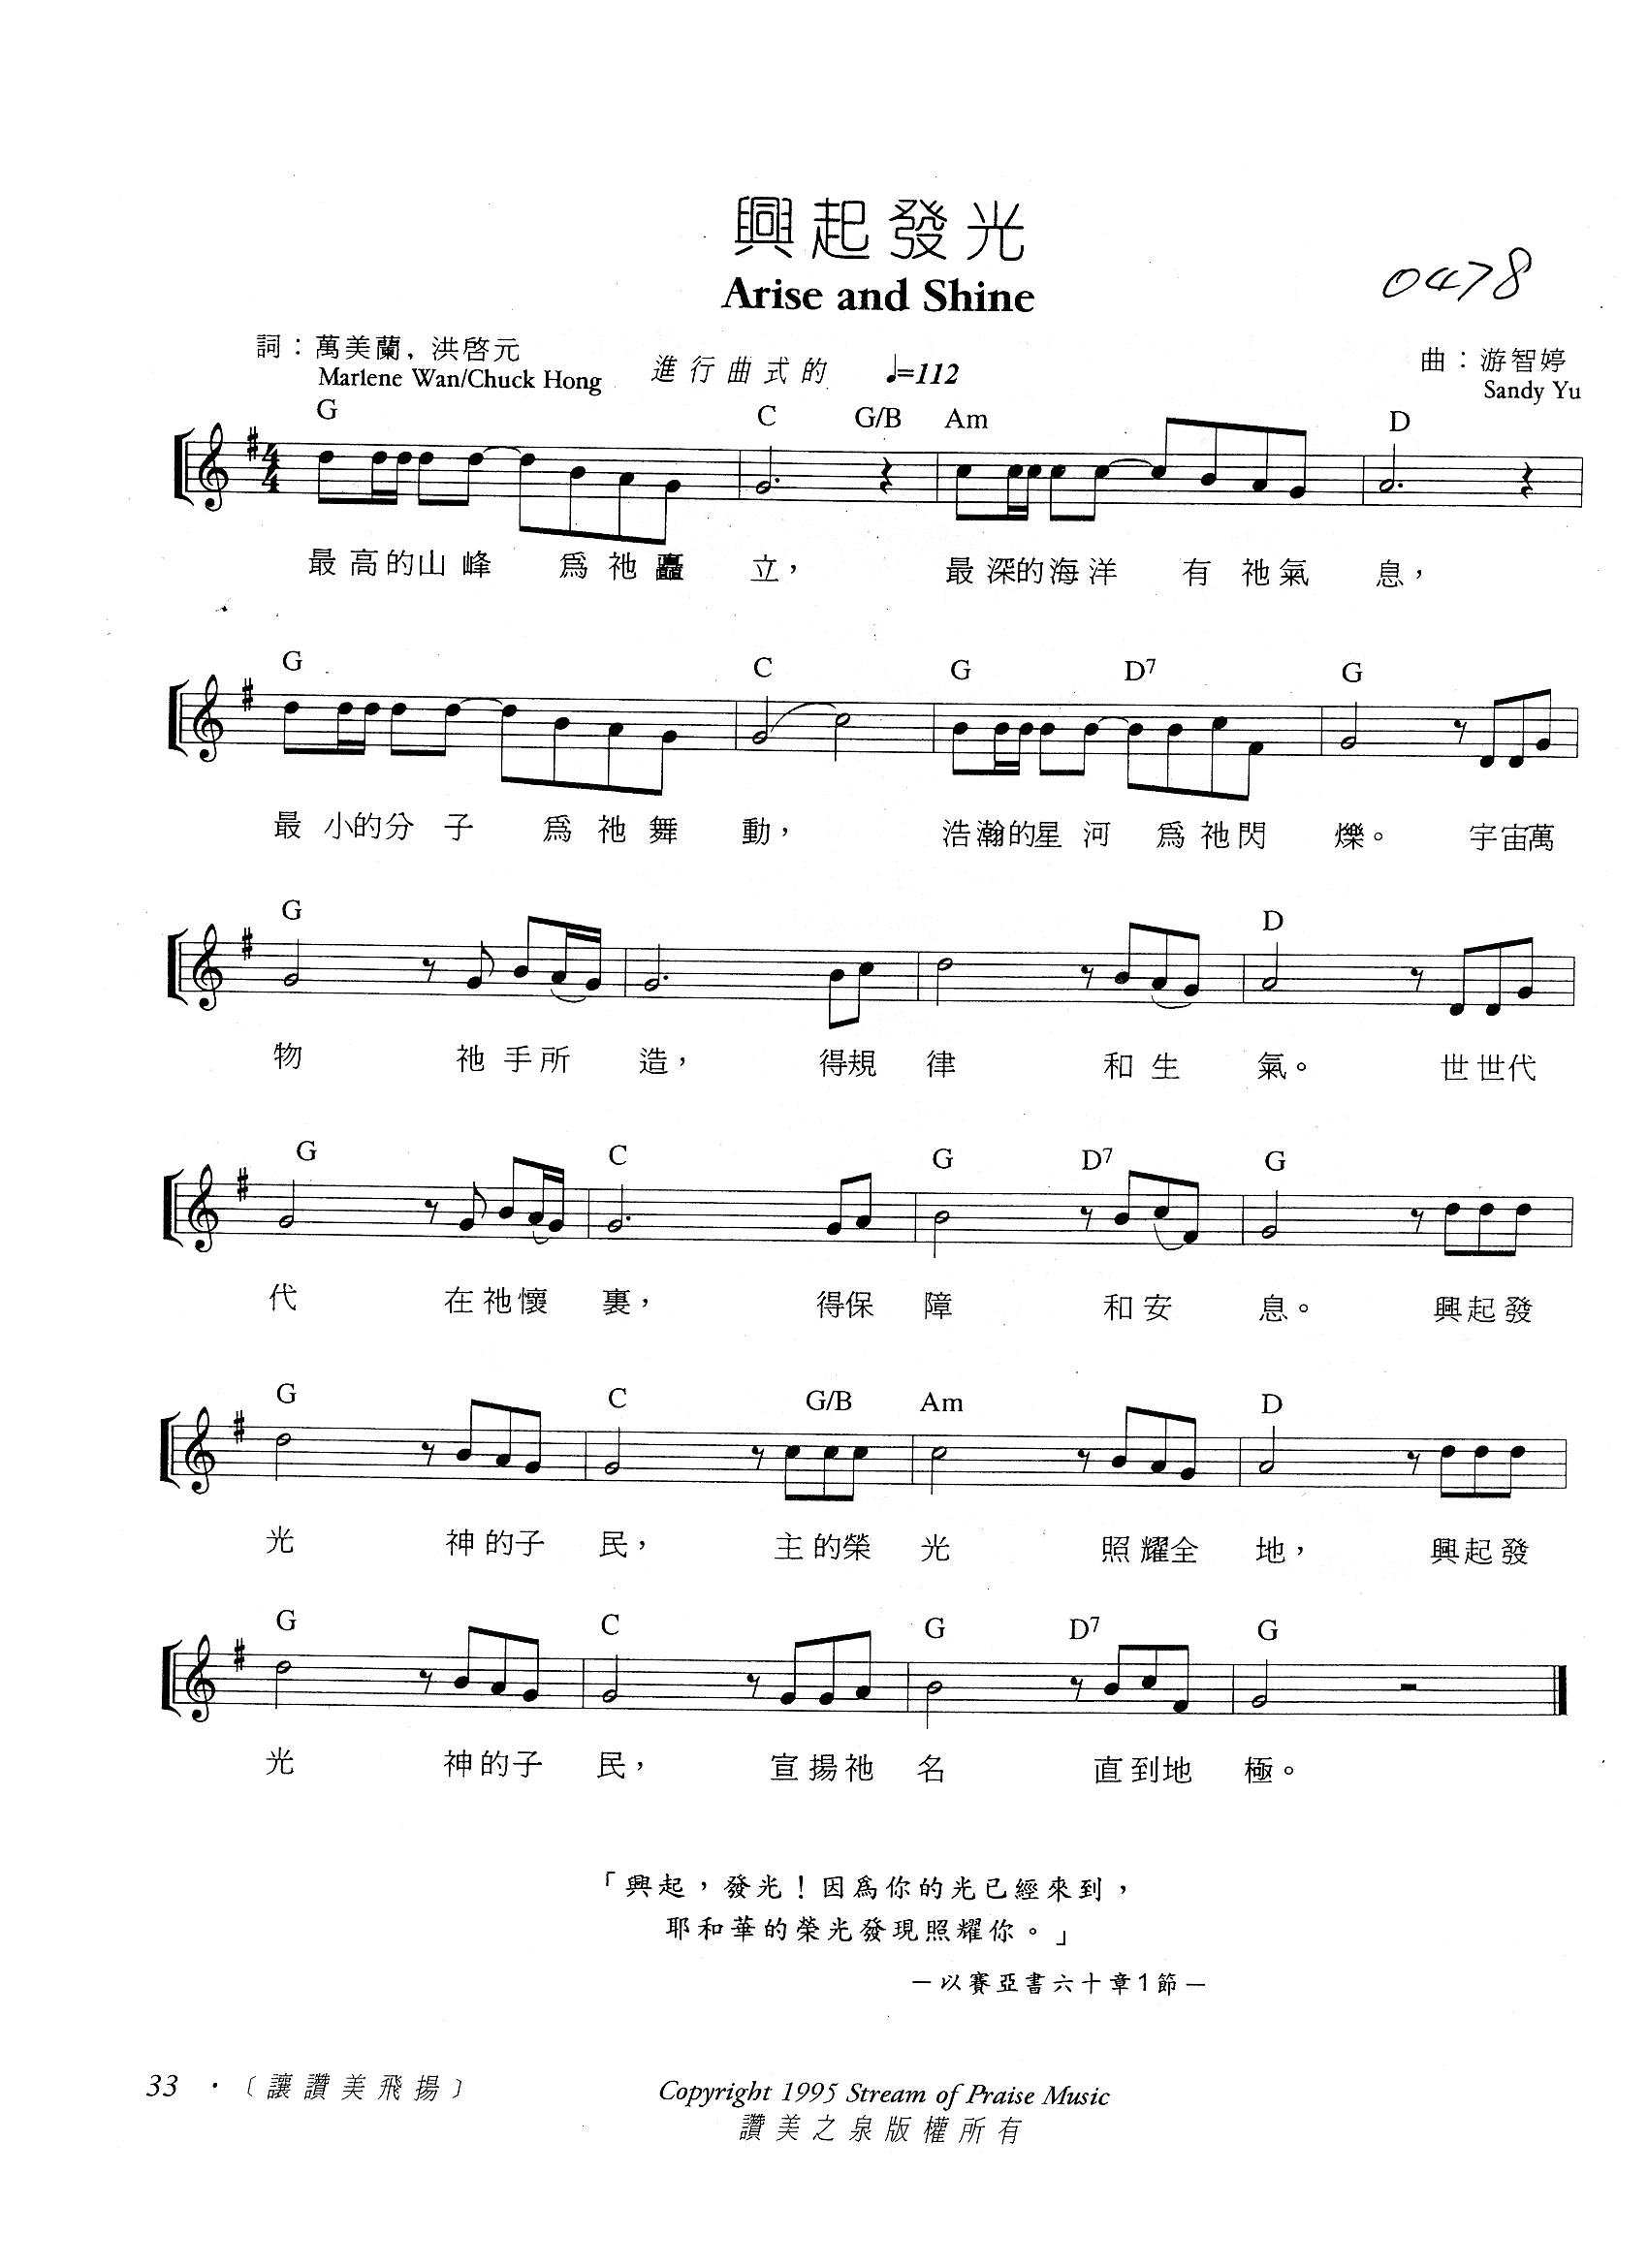 興起發光
Arise and Shine
0478
詞：萬美蘭，洪啓元
Marlene Wan/Chuck Hong
進行曲式的 ♩=112
曲：游智婷
Sandy Yu
G C G/B Am D
4/4
最高的山峰 爲祂矗立， 最深的海洋 有祂氣息，
G C G D7 G
最小的分子 爲祂舞動， 浩瀚的星河 爲祂閃爍。 宇宙萬
G D
物 祂手所造， 得規律 和生氣。 世世代
G C G D7 G
代 在祂懷裏， 得保障 和安息。 興起發
G C G/B Am D
光 神的子民， 主的榮光 照耀全地， 興起發
G C G D7 G
光 神的子民， 宣揚祂名 直到地極。
「興起，發光！因爲你的光已經來到，
耶和華的榮光發現照耀你。」
－以賽亞書六十章1節－
33 ・〔讓讚美飛揚〕
Copyright 1995 Stream of Praise Music
讚美之泉版權所有